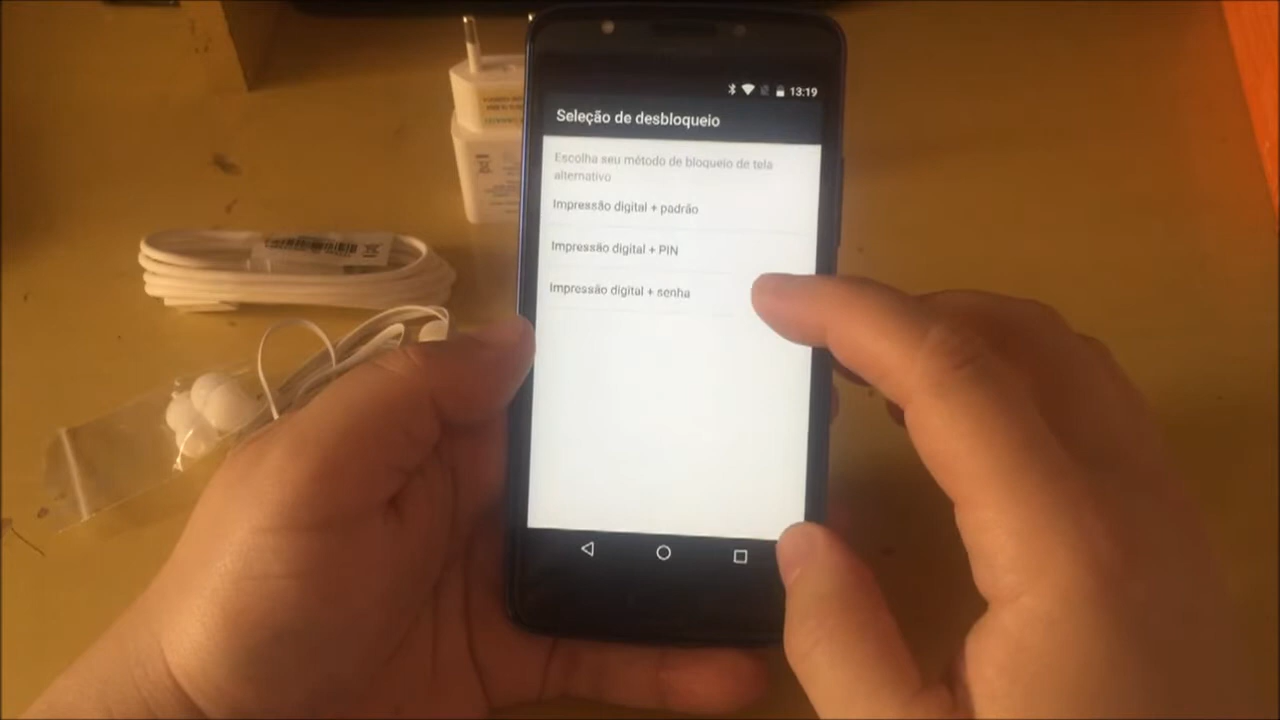 13:19
Seleção de desbloqueio
Escolha seu método de bloqueio de tela
alternativo
Impressão digital + padrão
Impressão digital + PIN
Impressão digital + senha